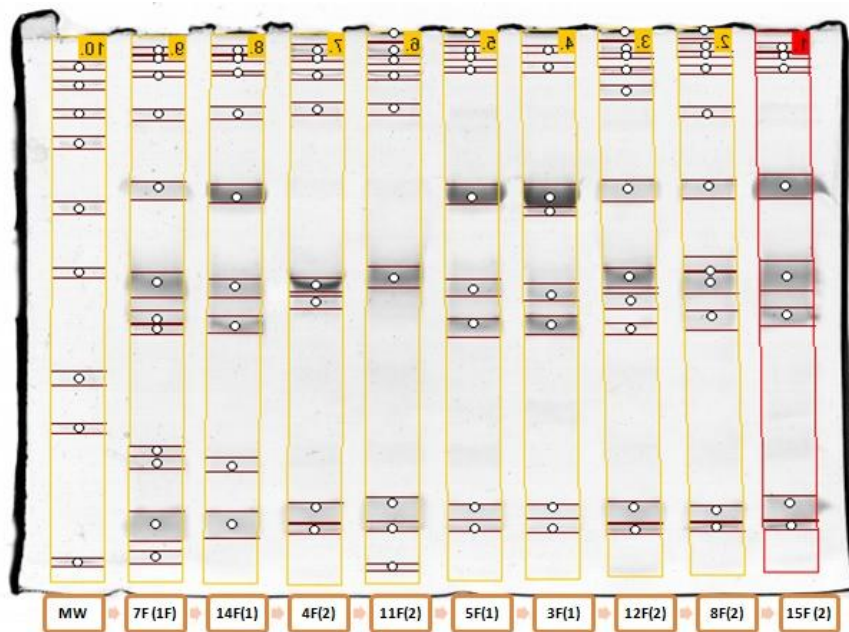 10. 9. 8. 7. 6. 5. 4. 3. 2. 1.
MW 7F (1F) 14F(1) 4F(2) 11F(2) 5F(1) 3F(1) 12F(2) 8F(2) 15F (2)